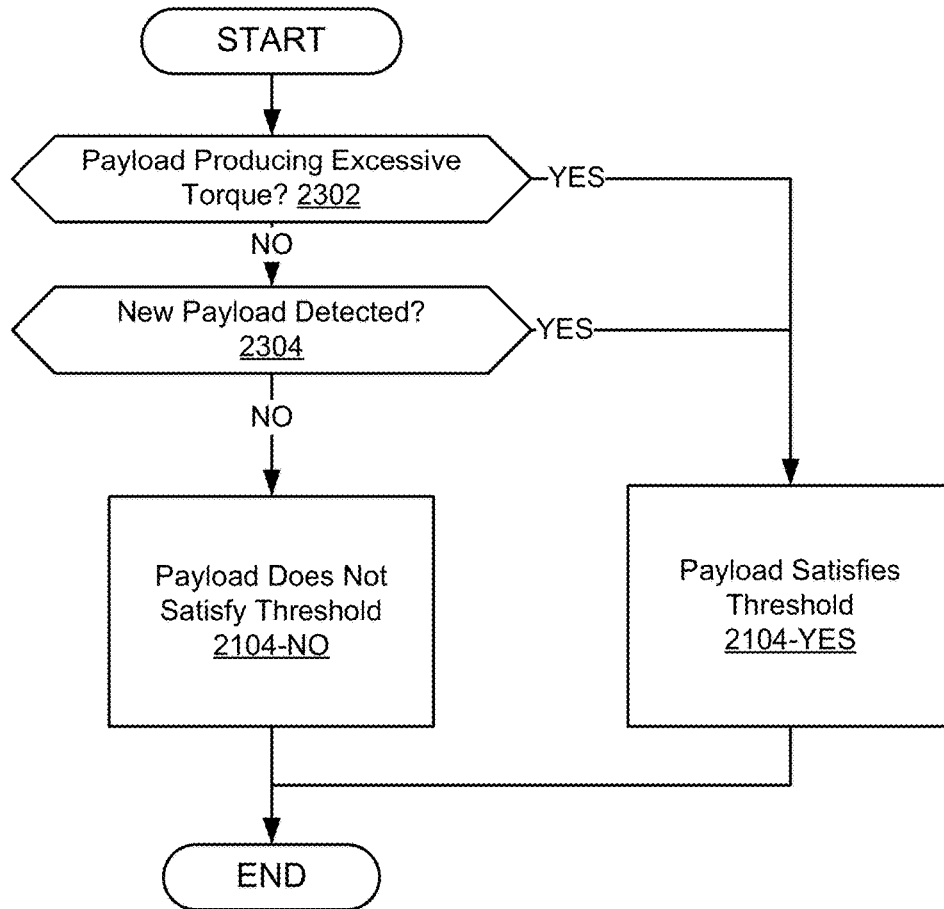 START
Payload Producing Excessive
Torque? 2302
YES
NO
New Payload Detected?
2304
YES
NO
Payload Does Not
Satisfy Threshold
2104-NO
Payload Satisfies
Threshold
2104-YES
END